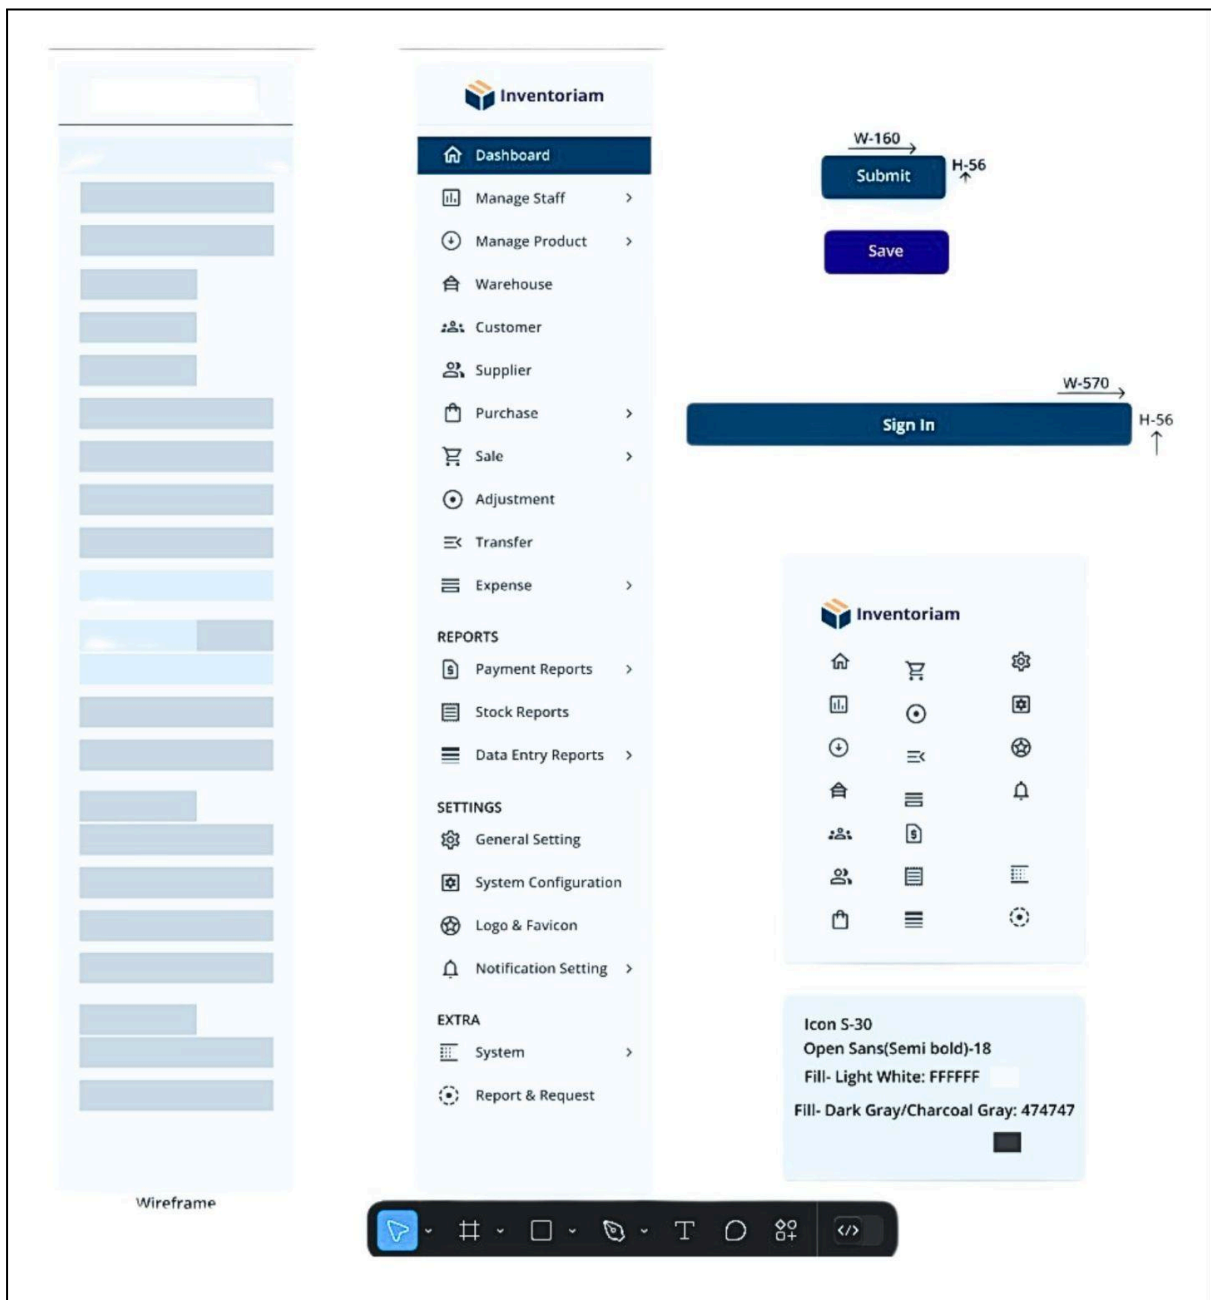 Wireframe
Inventoriam
Dashboard
Manage Staff
Manage Product
Warehouse
Customer
Supplier
Purchase
Sale
Adjustment
Transfer
Expense
REPORTS
Payment Reports
Stock Reports
Data Entry Reports
SETTINGS
General Setting
System Configuration
Logo & Favicon
Notification Setting
EXTRA
System
Report & Request
W-160
H-56
Submit
Save
W-570
H-56
Sign In
Inventoriam
Icon S-30
Open Sans(Semi bold)-18
Fill- Light White: FFFFFF
Fill- Dark Gray/Charcoal Gray: 474747